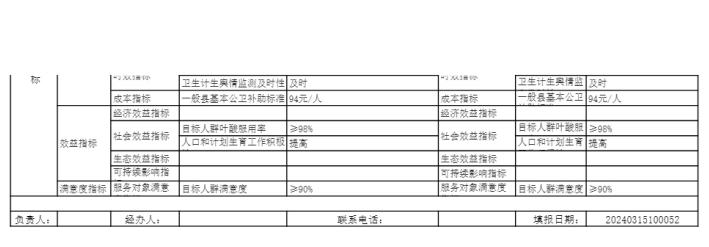 标 时效指标 卫生计生舆情监测及时性 及时 卫生计生舆情监 及时
成本指标 一般县基本公卫补助标准 94元/人 成本指标 一般县基本公卫 94元/人
经济效益指标 经济效益指标
效益指标 社会效益指标 目标人群叶酸服用率 ≥98% 社会效益指标 目标人群叶酸服 ≥98%
人口和计划生育工作积极 提高 人口和计划生育 提高
生态效益指标 生态效益指标
可持续影响指 可持续影响指标
满意度指标 服务对象满意 目标人群满意度 ≥90% 服务对象满意 目标人群满意度 ≥90%
负责人: 经办人: 联系电话: 填报日期: 20240315100052